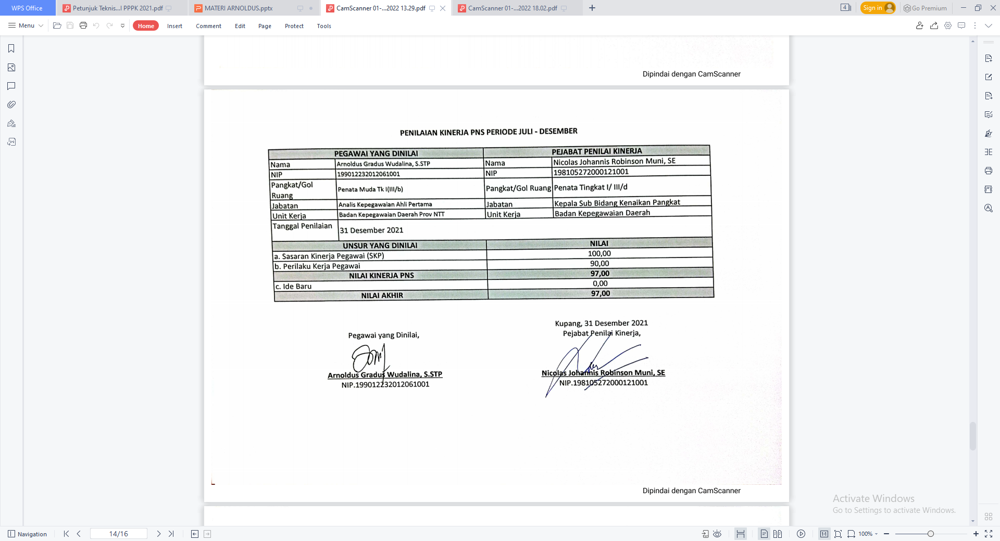 WPS Office
Petunjuk Teknis...l PPPK 2021.pdf
MATERI ARNOLDUS.pptx
CamScanner 01-...2022 13.29.pdf
CamScanner 01-...2022 18.02.pdf
4
Sign in
Go Premium
Menu
Home
Insert
Comment
Edit
Page
Protect
Tools
Dipindai dengan CamScanner
PENILAIAN KINERJA PNS PERIODE JULI - DESEMBER
PEGAWAI YANG DINILAI PEJABAT PENILAI KINERJA
Nama Arnoldus Gradus Wudalina, S.STP Nama Nicolas Johannis Robinson Muni, SE
NIP 199012232012061001 NIP 198105272000121001
Pangkat/Gol Ruang Penata Muda Tk I(III/b) Pangkat/Gol Ruang Penata Tingkat I/ III/d
Jabatan Analis Kepegawaian Ahli Pertama Jabatan Kepala Sub Bidang Kenaikan Pangkat
Unit Kerja Badan Kepegawaian Daerah Prov NTT Unit Kerja Badan Kepegawaian Daerah
Tanggal Penilaian 31 Desember 2021
UNSUR YANG DINILAI NILAI
a. Sasaran Kinerja Pegawai (SKP) 100,00
b. Perilaku Kerja Pegawai 90,00
NILAI KINERJA PNS 97,00
c. Ide Baru 0,00
NILAI AKHIR 97,00
Kupang, 31 Desember 2021
Pegawai yang Dinilai, Pejabat Penilai Kinerja,
Arnoldus Gradus Wudalina, S.STP Nicolas Johannis Robinson Muni, SE
NIP.199012232012061001 NIP.198105272000121001
Dipindai dengan CamScanner
Activate Windows
Go to Settings to activate Windows.
Navigation
14/16
1:1
100%